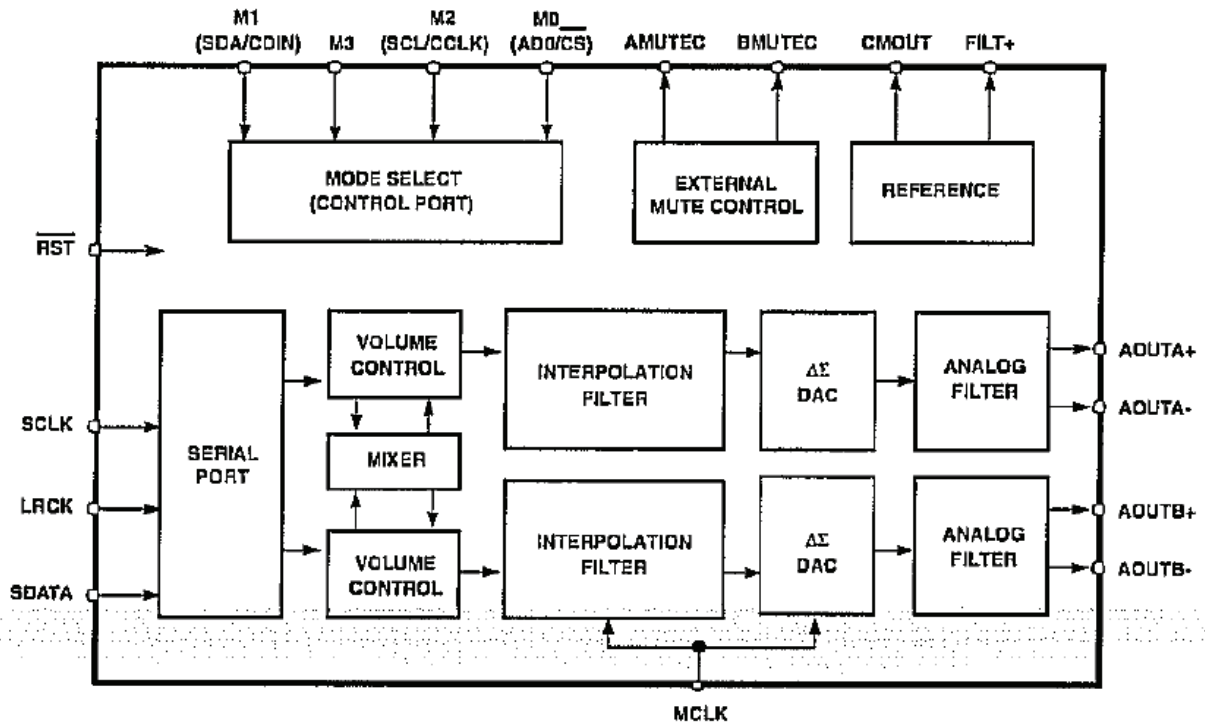 M1
(SDA/CDIN)
M3
M2
(SCL/CCLK)
M0
(AD0/CS)
AMUTEC
BMUTEC
CMOUT
FILT+
MODE SELECT
(CONTROL PORT)
EXTERNAL
MUTE CONTROL
REFERENCE
RST
SCLK
LRCK
SDATA
SERIAL
PORT
VOLUME
CONTROL
MIXER
VOLUME
CONTROL
INTERPOLATION
FILTER
INTERPOLATION
FILTER
ΔΣ
DAC
ΔΣ
DAC
ANALOG
FILTER
ANALOG
FILTER
AOUTA+
AOUTA-
AOUTB+
AOUTB-
MCLK